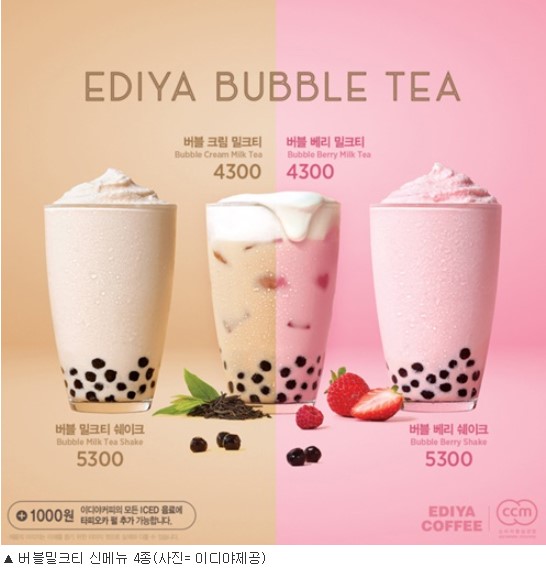 EDIYA BUBBLE TEA
버블 크림 밀크티
Bubble Cream Milk Tea
4300
버블 베리 밀크티
Bubble Berry Milk Tea
4300
버블 밀크티 쉐이크
Bubble Milk Tea Shake
5300
버블 베리 쉐이크
Bubble Berry Shake
5300
+1000원
이디야커피의 모든 ICED 음료에
타피오카 펄 추가 가능합니다.
EDIYA
COFFEE
ccm
▲ 버블밀크티 신메뉴 4종(사진= 이디야제공)